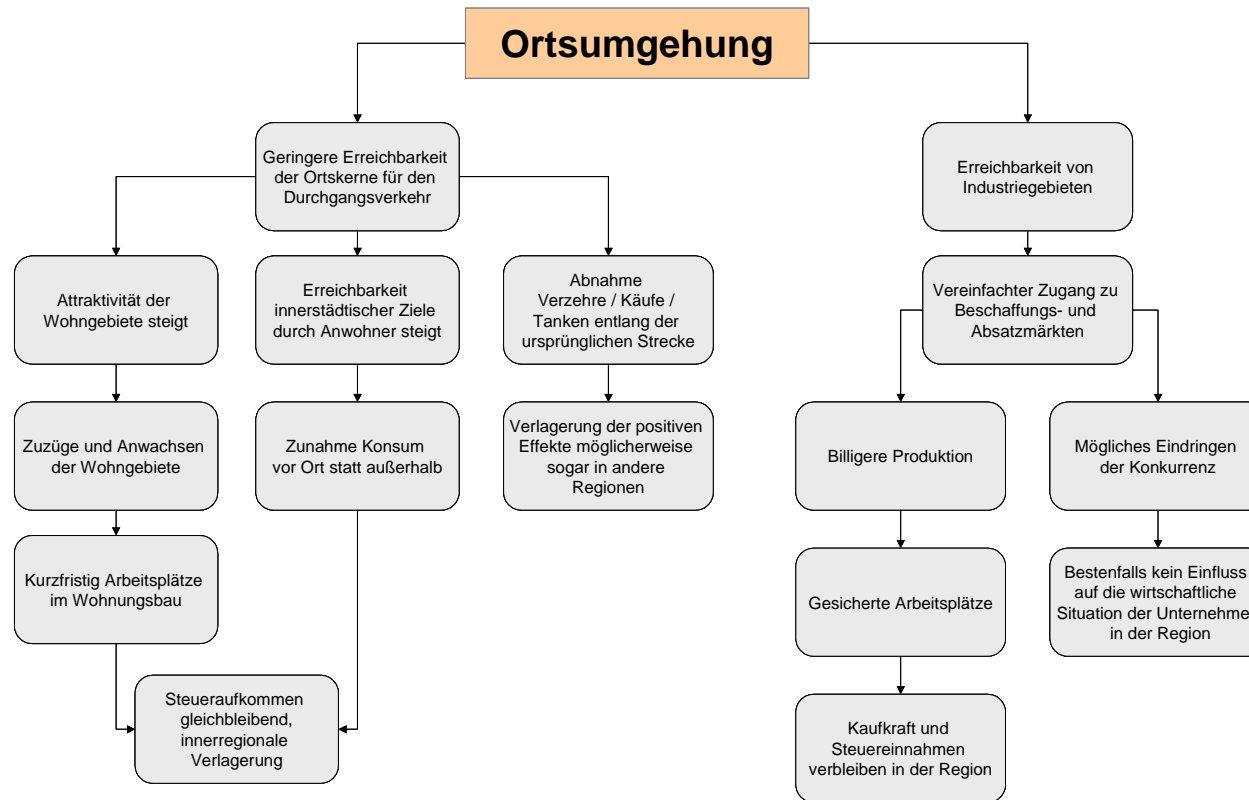 Ortsumgehung
Geringere Erreichbarkeit
der Ortskerne für den
Durchgangsverkehr
Erreichbarkeit von
Industriegebieten
Attraktivität der
Wohngebiete steigt
Erreichbarkeit
innerstädtischer Ziele
durch Anwohner steigt
Abnahme
Verzehre / Käufe /
Tanken entlang der
ursprünglichen Strecke
Vereinfachter Zugang zu
Beschaffungs- und
Absatzmärkten
Zuzüge und Anwachsen
der Wohngebiete
Zunahme Konsum
vor Ort statt außerhalb
Verlagerung der positiven
Effekte möglicherweise
sogar in andere
Regionen
Billigere Produktion
Mögliches Eindringen
der Konkurrenz
Kurzfristig Arbeitsplätze
im Wohnungsbau
Gesicherte Arbeitsplätze
Bestenfalls kein Einfluss
auf die wirtschaftliche
Situation der Unternehme
in der Region
Steueraufkommen
gleichbleibend,
innerregionale
Verlagerung
Kaufkraft und
Steuereinnahmen
verbleiben in der Region